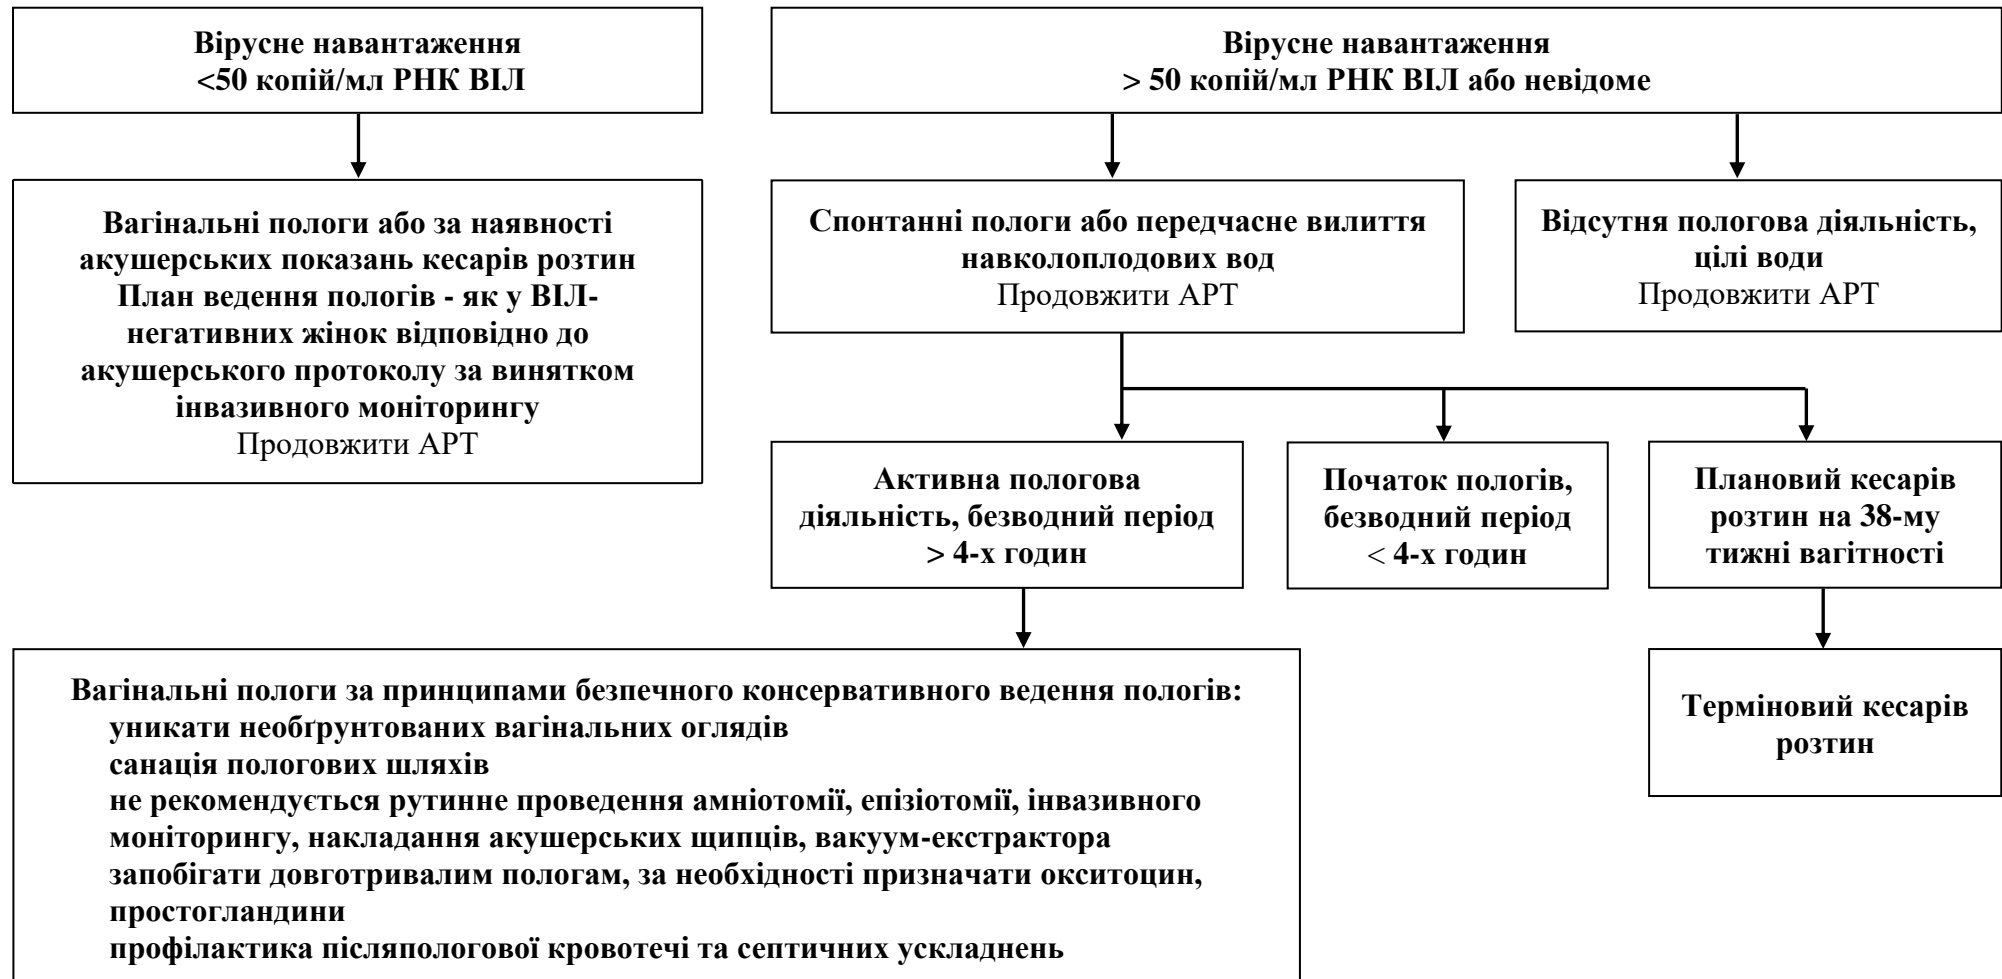 Вірусне навантаження
<50 копій/мл РНК ВІЛ
Вірусне навантаження
> 50 копій/мл РНК ВІЛ або невідоме
Вагінальні пологи або за наявності
акушерських показань кесарів розтин
План ведення пологів - як у ВІЛ-
негативних жінок відповідно до
акушерського протоколу за винятком
інвазивного моніторингу
Продовжити АРТ
Спонтанні пологи або передчасне вилиття
навколоплодових вод
Продовжити АРТ
Відсутня пологова діяльність,
цілі води
Продовжити АРТ
Активна пологова
діяльність, безводний період
> 4-х годин
Початок пологів,
безводний період
< 4-х годин
Плановий кесарів
розтин на 38-му
тижні вагітності
Вагінальні пологи за принципами безпечного консервативного ведення пологів:
уникати необґрунтованих вагінальних оглядів
санація пологових шляхів
не рекомендується рутинне проведення амніотомії, епізіотомії, інвазивного
моніторингу, накладання акушерських щипців, вакуум-екстрактора
запобігати довготривалим пологам, за необхідності призначати окситоцин,
простогландини
профілактика післяпологової кровотечі та септичних ускладнень
Терміновий кесарів
розтин